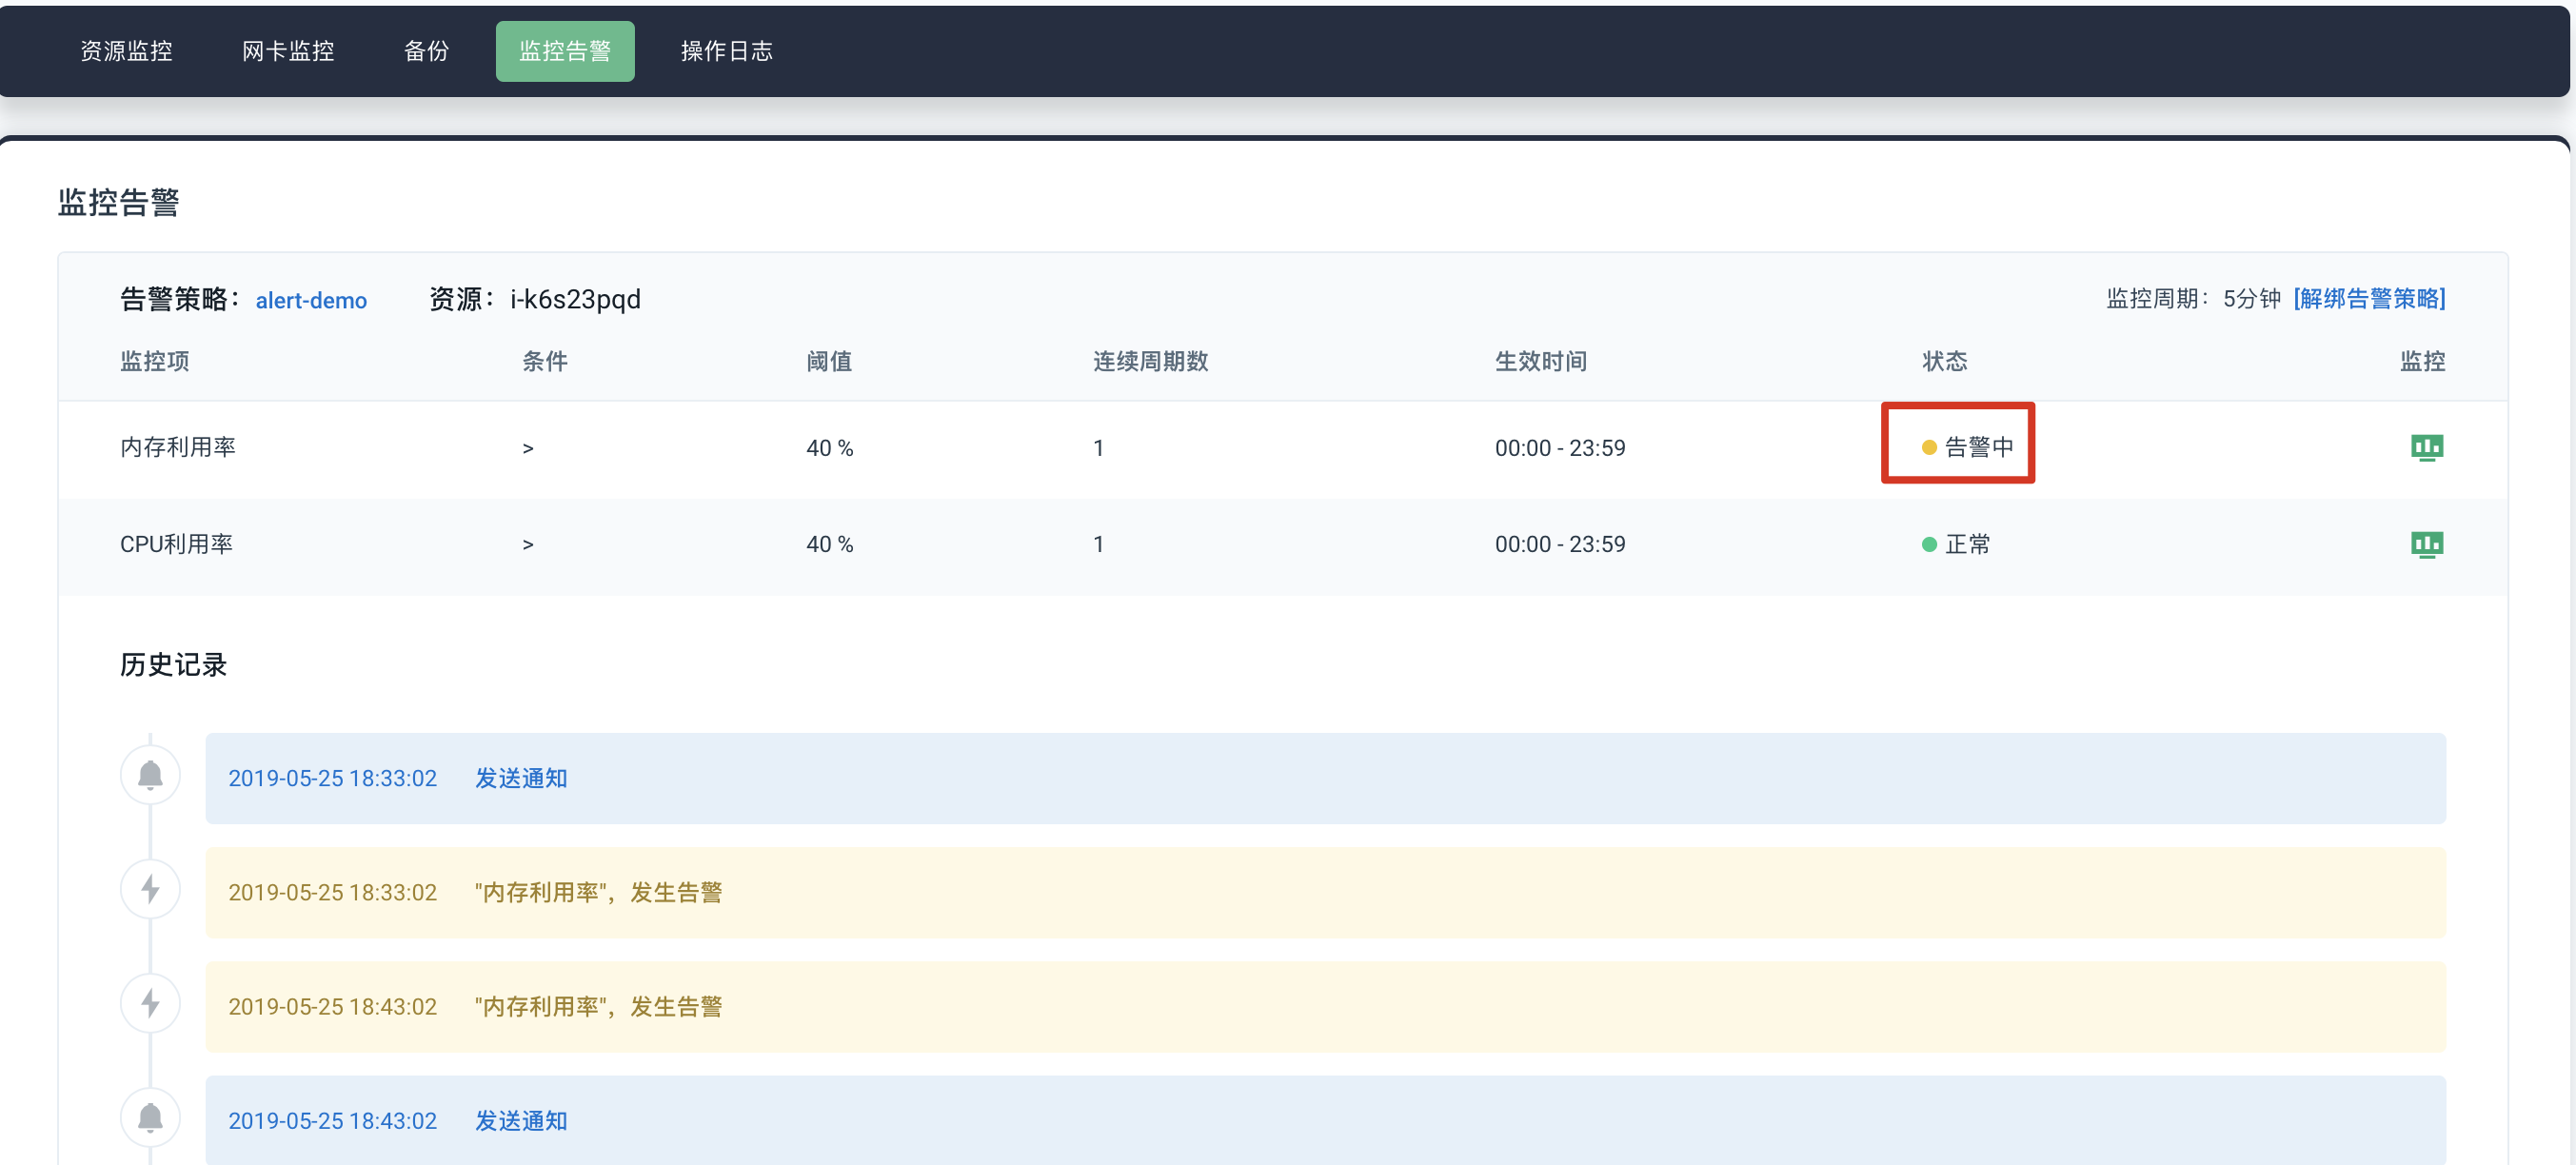 资源监控 网卡监控 备份 监控告警 操作日志
监控告警
告警策略： alert-demo 资源： i-k6s23pqd 监控周期： 5分钟 [解绑告警策略]
监控项 条件 阈值 连续周期数 生效时间 状态 监控
内存利用率 > 40 % 1 00:00 - 23:59 告警中
CPU利用率 > 40 % 1 00:00 - 23:59 正常
历史记录
2019-05-25 18:33:02 发送通知
2019-05-25 18:33:02 "内存利用率"，发生告警
2019-05-25 18:43:02 "内存利用率"，发生告警
2019-05-25 18:43:02 发送通知